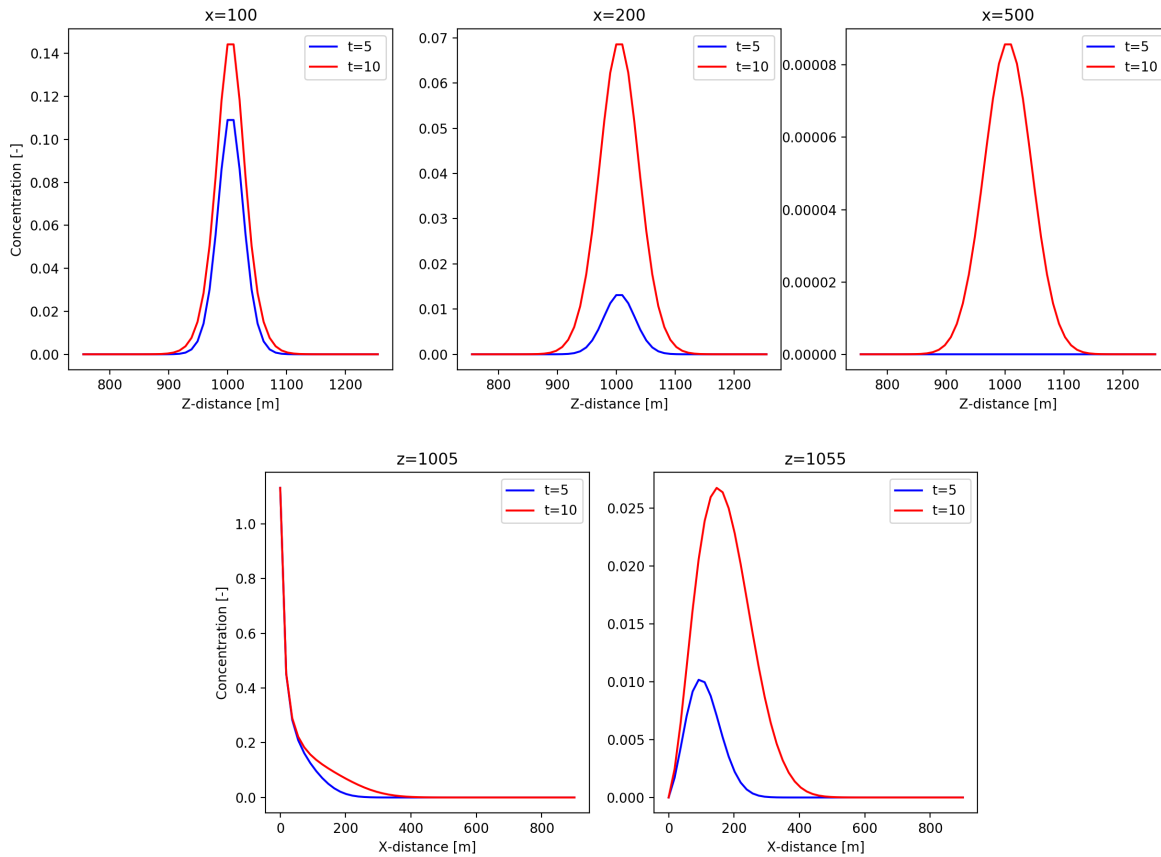 x=100
t=5
t=10
0.14
0.12
0.10
0.08
0.06
0.04
0.02
0.00
Concentration [-]
800 900 1000 1100 1200
Z-distance [m]
x=200
t=5
t=10
0.07
0.06
0.05
0.04
0.03
0.02
0.01
0.00
800 900 1000 1100 1200
Z-distance [m]
x=500
t=5
t=10
0.00008
0.00006
0.00004
0.00002
0.00000
800 900 1000 1100 1200
Z-distance [m]
z=1005
t=5
t=10
1.0
0.8
0.6
0.4
0.2
0.0
Concentration [-]
0 200 400 600 800
X-distance [m]
z=1055
t=5
t=10
0.025
0.020
0.015
0.010
0.005
0.000
0 200 400 600 800
X-distance [m]